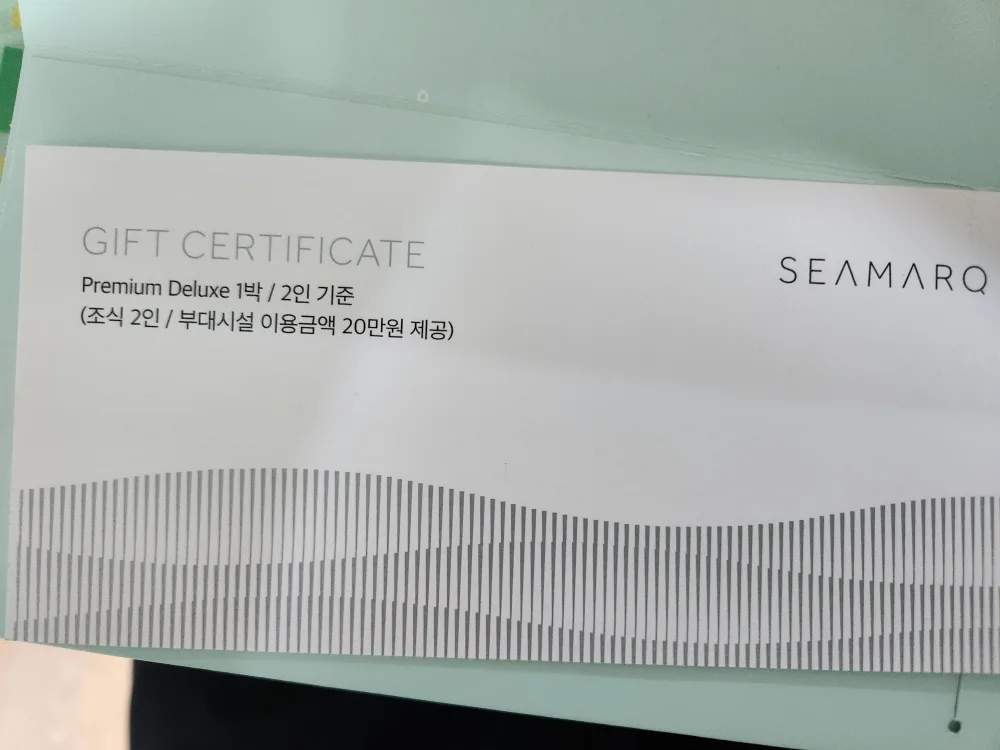 GIFT CERTIFICATE
Premium Deluxe 1박 / 2인 기준
(조식 2인 / 부대시설 이용금액 20만원 제공)
SEAMARQ